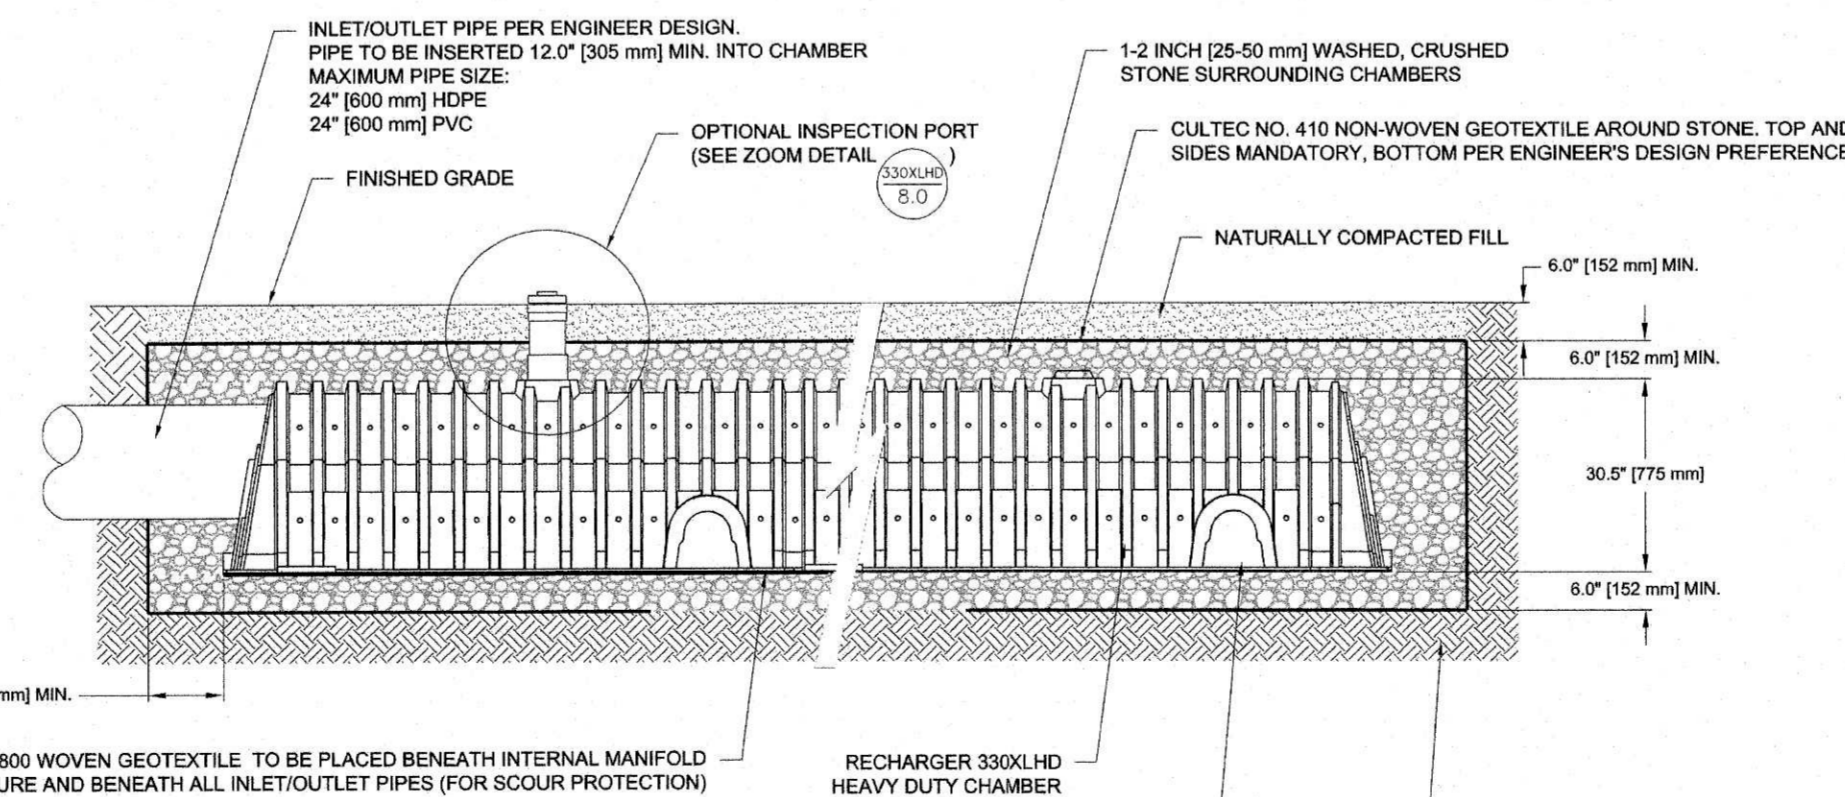 INLET/OUTLET PIPE PER ENGINEER DESIGN.
PIPE TO BE INSERTED 12.0" [305 mm] MIN. INTO CHAMBER
MAXIMUM PIPE SIZE:
24" [600 mm] HDPE
24" [600 mm] PVC
1-2 INCH [25-50 mm] WASHED, CRUSHED
STONE SURROUNDING CHAMBERS
OPTIONAL INSPECTION PORT
(SEE ZOOM DETAIL )
330XLHD
8.0
CULTEC NO. 410 NON-WOVEN GEOTEXTILE AROUND STONE. TOP AND
SIDES MANDATORY, BOTTOM PER ENGINEER'S DESIGN PREFERENCE
FINISHED GRADE
NATURALLY COMPACTED FILL
6.0" [152 mm] MIN.
6.0" [152 mm] MIN.
30.5" [775 mm]
6.0" [152 mm] MIN.
mm] MIN.
800 WOVEN GEOTEXTILE TO BE PLACED BENEATH INTERNAL MANIFOLD
URE AND BENEATH ALL INLET/OUTLET PIPES (FOR SCOUR PROTECTION)
RECHARGER 330XLHD
HEAVY DUTY CHAMBER